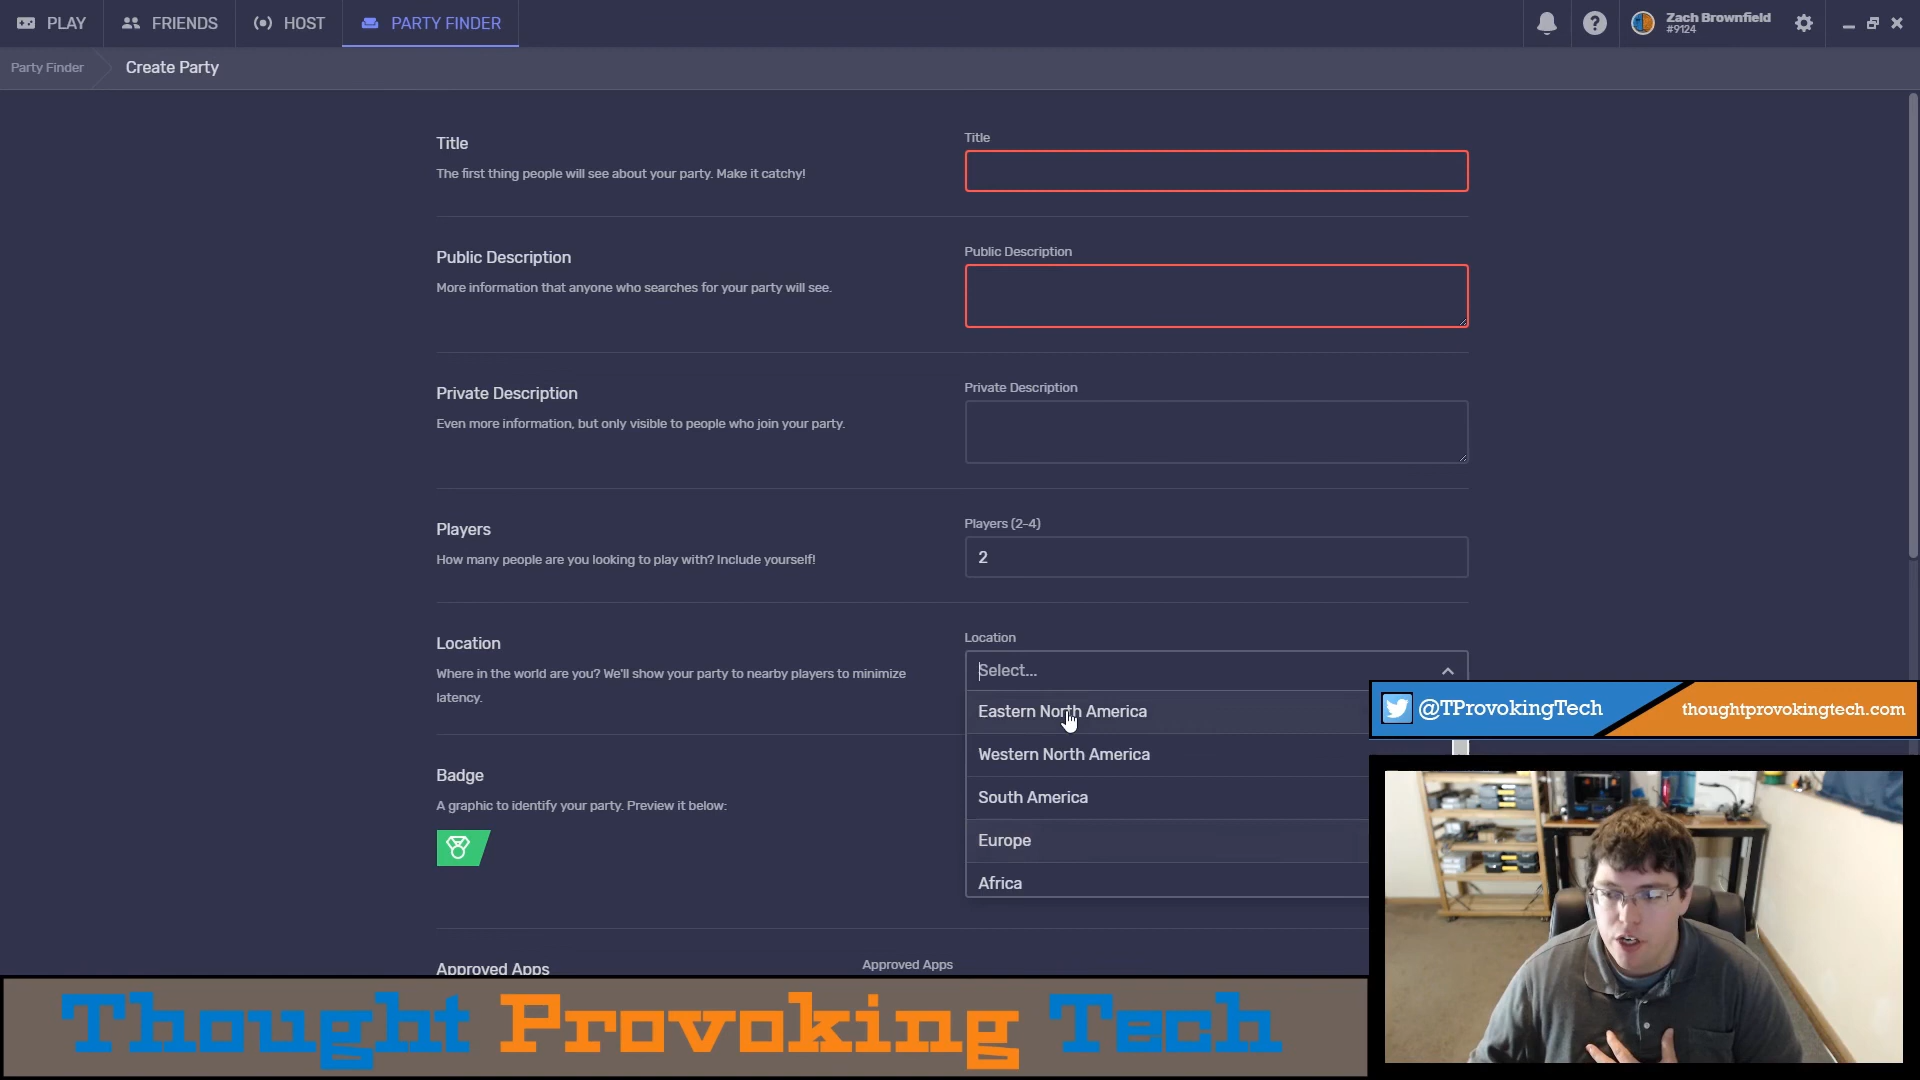 PLAY
FRIENDS
HOST
PARTY FINDER
Zach Brownfield
#9124
Party Finder
Create Party
Title
The first thing people will see about your party. Make it catchy!
Title
Public Description
More information that anyone who searches for your party will see.
Public Description
Private Description
Even more information, but only visible to people who join your party.
Private Description
Players
How many people are you looking to play with? Include yourself!
Players (2-4)
2
Location
Where in the world are you? We'll show your party to nearby players to minimize
latency.
Location
Select...
Eastern North America
Western North America
South America
Europe
Africa
@TProvokingTech
thoughtprovokingtech.com
Badge
A graphic to identify your party. Preview it below:
Approved Apps
Approved Apps
Thought Provoking Tech